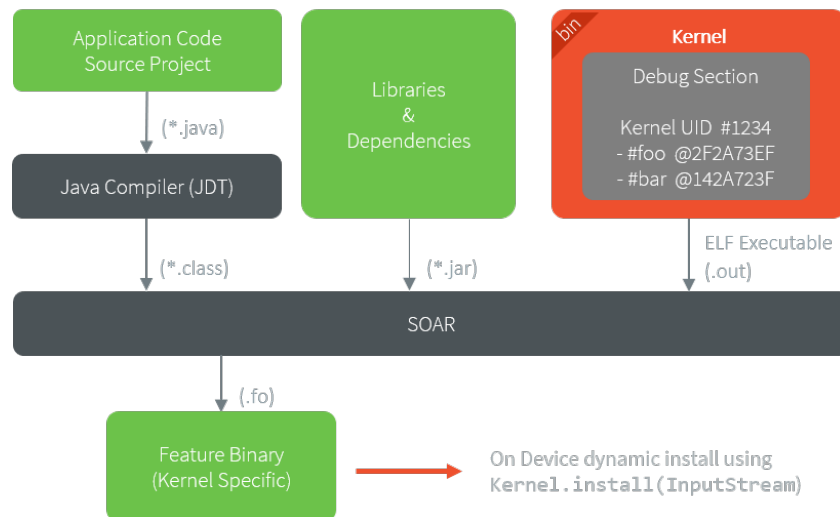 Application Code
Source Project
(*.java)
Java Compiler (JDT)
(*.class)
Libraries
&
Dependencies
(*.jar)
bin
Kernel
Debug Section
Kernel UID #1234
- #foo @2F2A73EF
- #bar @142A723F
ELF Executable
(.out)
SOAR
(.fo)
Feature Binary
(Kernel Specific)
On Device dynamic install using
Kernel.install(InputStream)